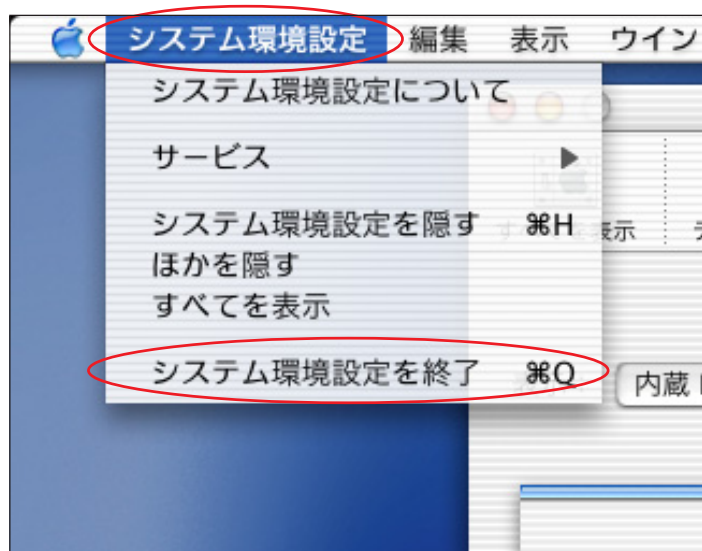 システム環境設定 編集 表示 ウイン
システム環境設定について
サービス
システム環境設定を隠す ⌘H
ほかを隠す
すべてを表示
システム環境設定を終了 ⌘Q
表示
内蔵